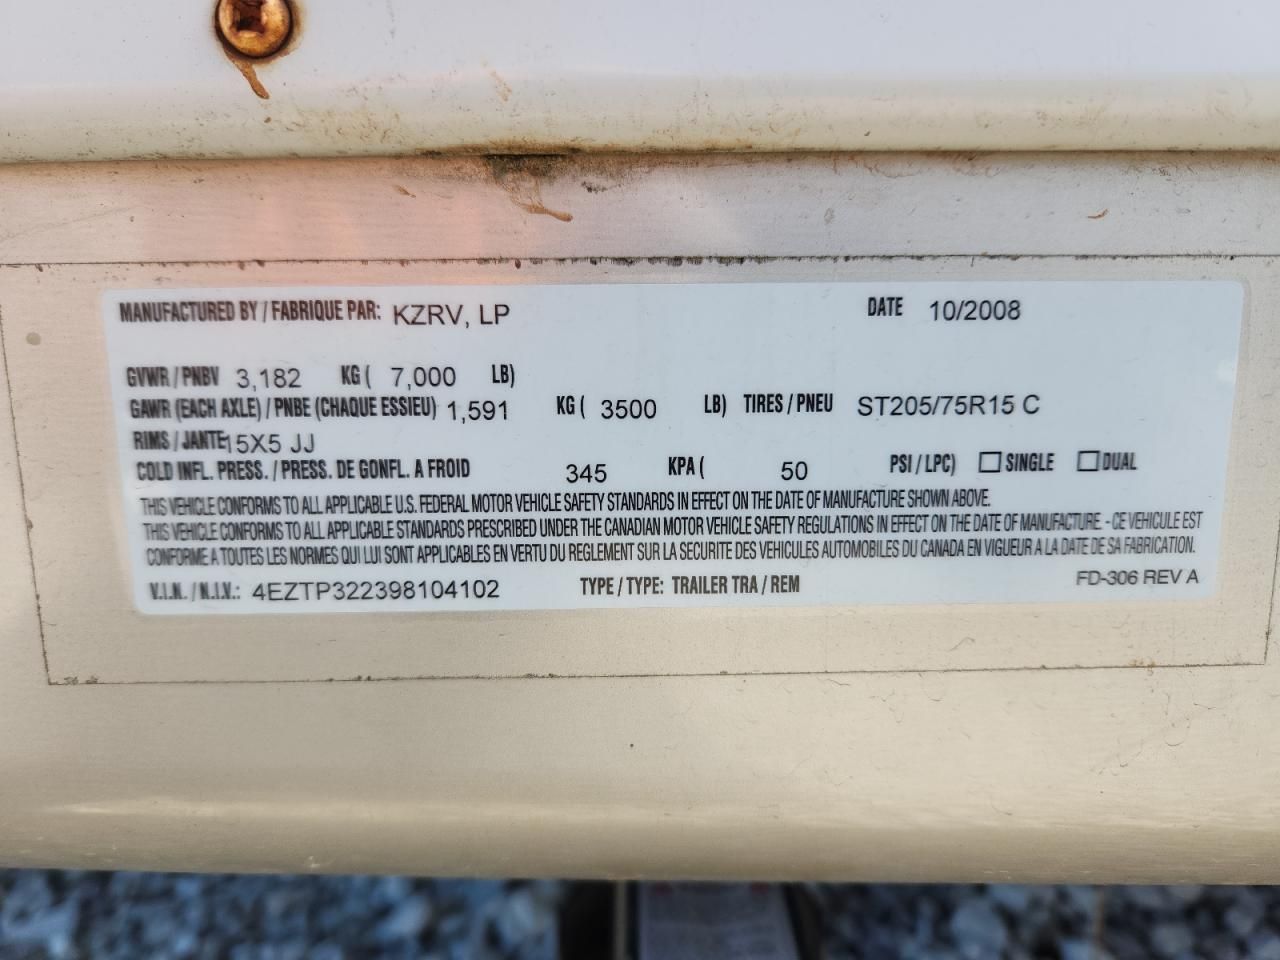 MANUFACTURED BY / FABRIQUE PAR: KZRV, LP DATE 10/2008
GVWR / PNBV 3,182 KG ( 7,000 LB)
GAWR (EACH AXLE) / PNBE (CHAQUE ESSIEU) 1,591 KG ( 3500 LB) TIRES / PNEU ST205/75R15 C
RIMS / JANTE 15X5 JJ
COLD INFL. PRESS. / PRESS. DE GONFL. A FROID 345 KPA ( 50 PSI / LPC) ☐ SINGLE ☐ DUAL
THIS VEHICLE CONFORMS TO ALL APPLICABLE U.S. FEDERAL MOTOR VEHICLE SAFETY STANDARDS IN EFFECT ON THE DATE OF MANUFACTURE SHOWN ABOVE.
THIS VEHICLE CONFORMS TO ALL APPLICABLE STANDARDS PRESCRIBED UNDER THE CANADIAN MOTOR VEHICLE SAFETY REGULATIONS IN EFFECT ON THE DATE OF MANUFACTURE. - CE VEHICULE EST
CONFORME A TOUTES LES NORMES QUI LUI SONT APPLICABLES EN VERTU DU REGLEMENT SUR LA SECURITE DES VEHICULES AUTOMOBILES DU CANADA EN VIGUEUR A LA DATE DE SA FABRICATION.
V.I.N. / N.I.V.: 4EZTP322398104102 TYPE / TYPE: TRAILER TRA / REM FD-306 REV A